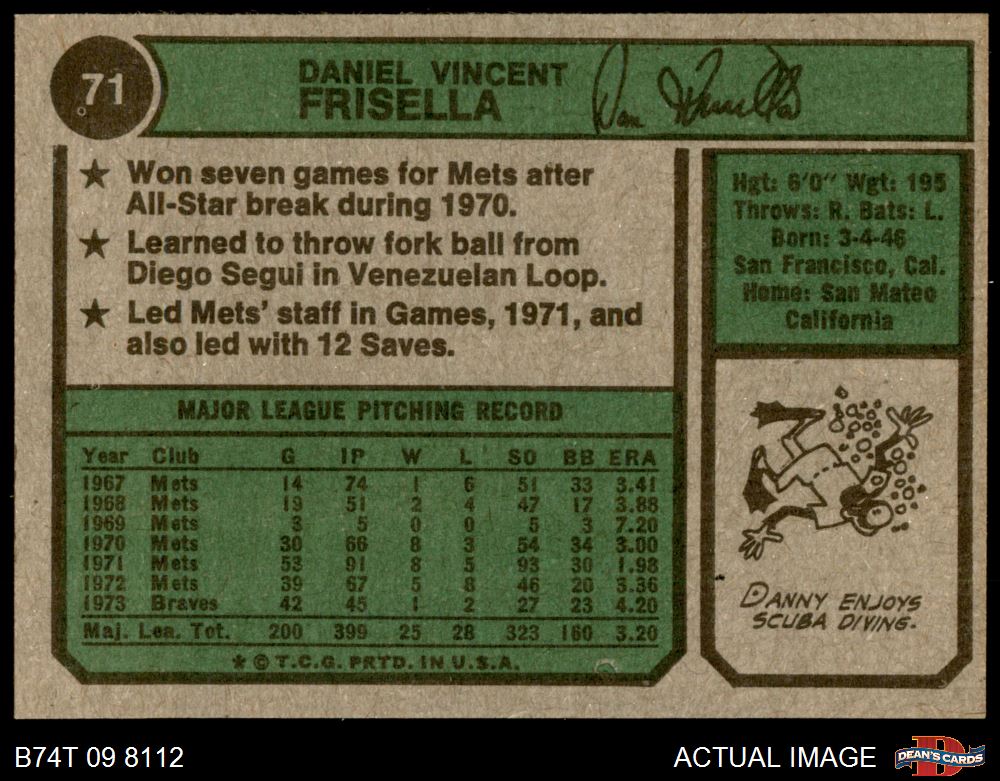 71
DANIEL VINCENT
FRISELLA
Dan Frisella
★ Won seven games for Mets after
All-Star break during 1970.
★ Learned to throw fork ball from
Diego Segui in Venezuelan Loop.
★ Led Mets' staff in Games, 1971, and
also led with 12 Saves.
Hgt: 6'0" Wgt: 195
Throws: R. Bats: L.
Born: 3-4-46
San Francisco, Cal.
Home: San Mateo
California
MAJOR LEAGUE PITCHING RECORD
Year Club G IP W L SO BB ERA
1967 Mets 14 74 1 6 51 33 3.41
1968 Mets 19 51 2 4 47 17 3.88
1969 Mets 3 5 0 0 5 3 7.20
1970 Mets 30 66 8 3 54 34 3.00
1971 Mets 53 91 8 5 93 30 1.98
1972 Mets 39 67 5 8 46 20 3.36
1973 Braves 42 45 1 2 27 23 4.20
Maj. Lea. Tot. 200 399 25 28 323 160 3.20
★ © T.C.G. PRTD. IN U.S.A.
DANNY ENJOYS
SCUBA DIVING.
B74T 09 8112
ACTUAL IMAGE
D
DEAN'S CARDS